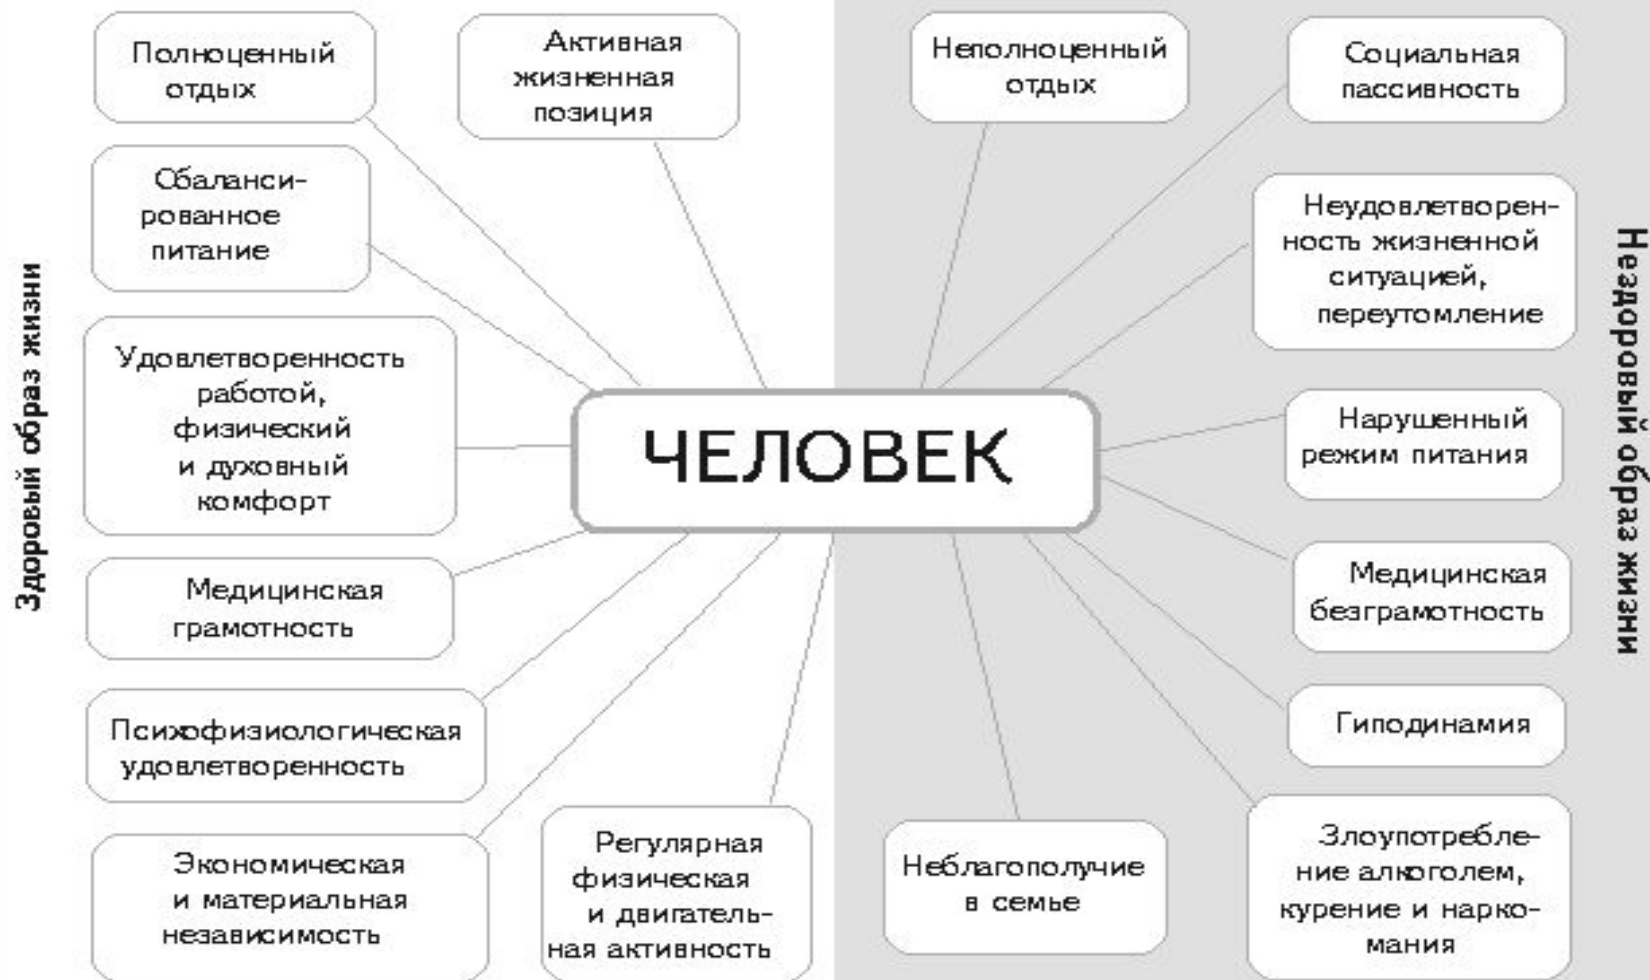 Здоровый образ жизни
Полноценный
отдых
Активная
жизненная
позиция
Сбаланси-
рованное
питание
Удовлетворенность
работой,
физический
и духовный
комфорт
Медицинская
грамотность
Психофизиологическая
удовлетворенность
Экономическая
и материальная
независимость
Регулярная
физическая
и двигатель-
ная активность
ЧЕЛОВЕК
Неполноценный
отдых
Социальная
пассивность
Неудовлетворен-
ность жизненной
ситуацией,
переутомление
Нарушенный
режим питания
Медицинская
безграмотность
Гиподинамия
Злоупотребле-
ние алкоголем,
курение и нарко-
мания
Неблагополучие
в семье
Нездоровый образ жизни